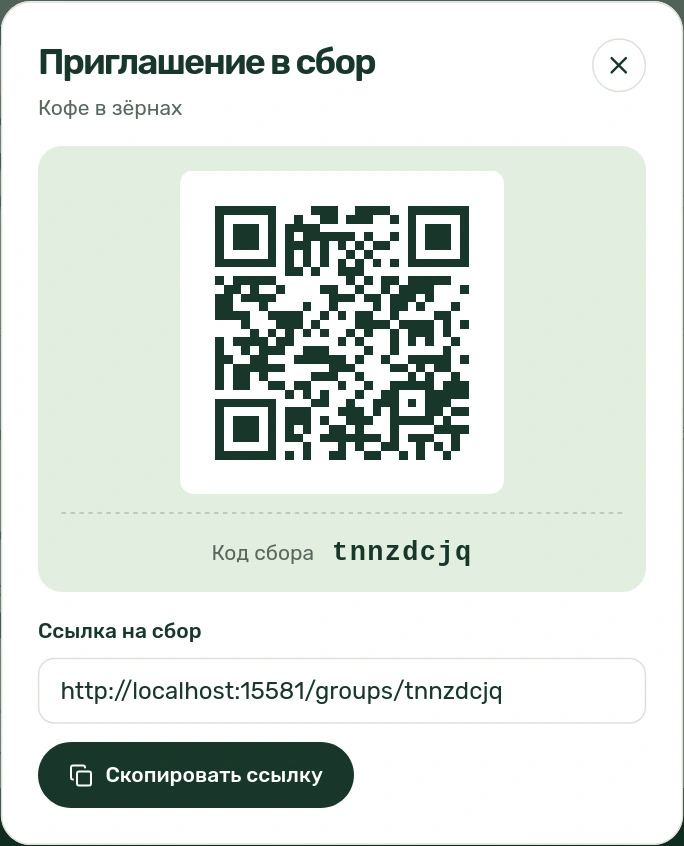 Приглашение в сбор
Кофе в зёрнах
Код сбора tnnzdcjq
Ссылка на сбор
http://localhost:15581/groups/tnnzdcjq
Скопировать ссылку